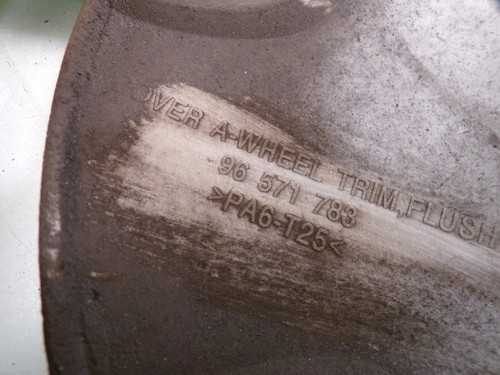 OVER A-WHEEL TRIM,FLUSH
96 571 783
>PA6-T25<